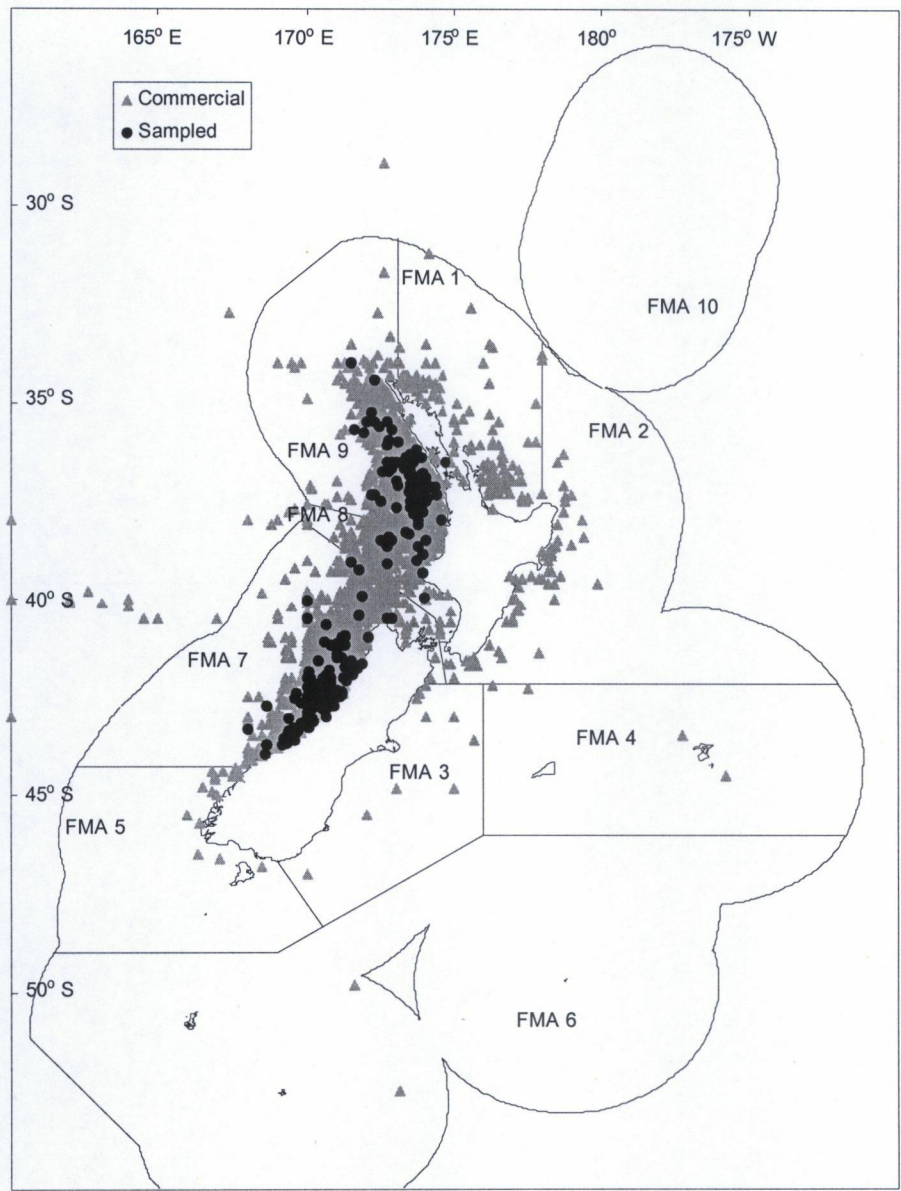 165° E 170° E 175° E 180° 175° W
Commercial
Sampled
30° S
FMA 1
FMA 10
35° S
FMA 2
FMA 9
FMA 8
40° S
FMA 7
FMA 4
FMA 3
45° S
FMA 5
50° S
FMA 6